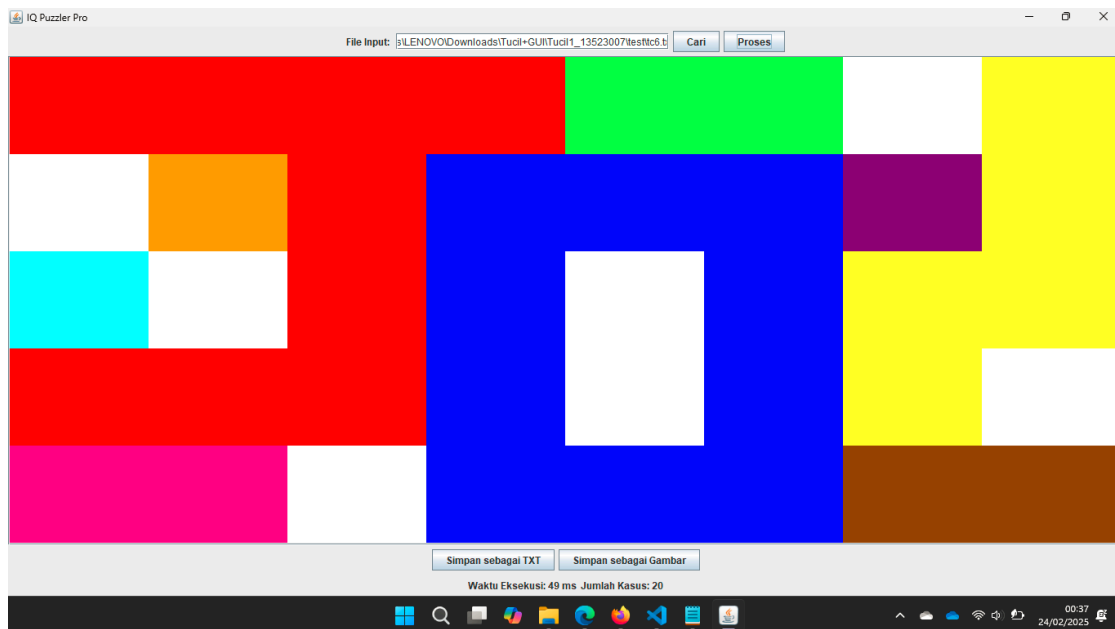 IQ Puzzler Pro
File Input: s\LENOVO\Downloads\Tucil+GUI\Tucil1_13523007\test\tc6.t Cari Proses
Simpan sebagai TXT Simpan sebagai Gambar
Waktu Eksekusi: 49 ms Jumlah Kasus: 20
00:37
24/02/2025